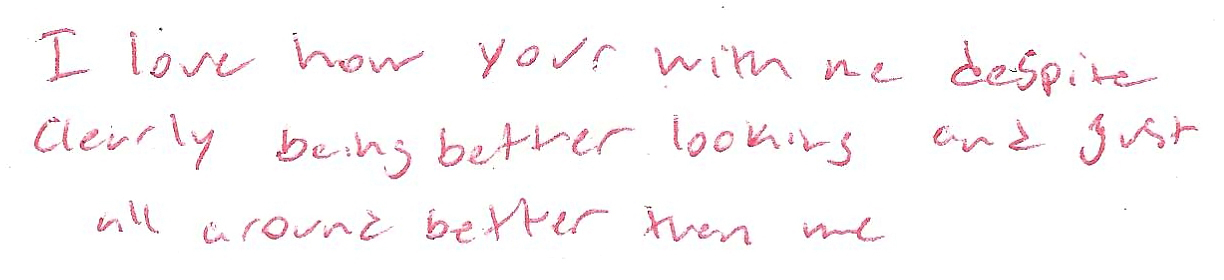 I love how your with me despite
clearly being better looking and just
all around better then me